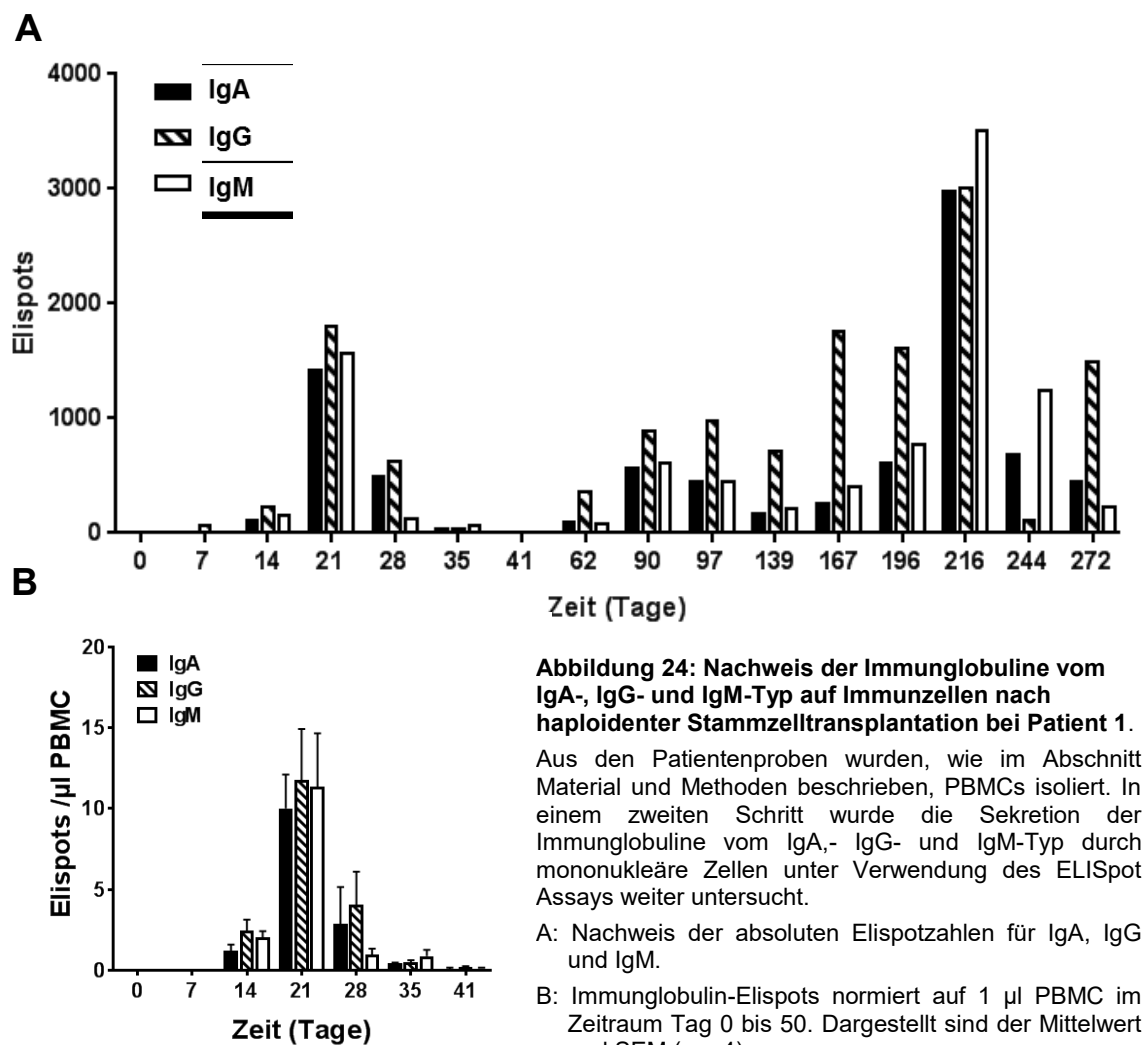 A
4000
3000
2000
1000
0
Elispots
IgA
IgG
IgM
0 7 14 21 28 35 41 62 90 97 139 167 196 216 244 272
Zeit (Tage)
B
20
15
10
5
0
Elispots /µl PBMC
IgA
IgG
IgM
0 7 14 21 28 35 41
Zeit (Tage)
Abbildung 24: Nachweis der Immunglobuline vom
IgA-, IgG- und IgM-Typ auf Immunzellen nach
haploidenter Stammzelltransplantation bei Patient 1.
Aus den Patientenproben wurden, wie im Abschnitt
Material und Methoden beschrieben, PBMCs isoliert. In
einem zweiten Schritt wurde die Sekretion der
Immunglobuline vom IgA,- IgG- und IgM-Typ durch
mononukleäre Zellen unter Verwendung des ELISpot
Assays weiter untersucht.
A: Nachweis der absoluten Elispotzahlen für IgA, IgG
und IgM.
B: Immunglobulin-Elispots normiert auf 1 µl PBMC im
Zeitraum Tag 0 bis 50. Dargestellt sind der Mittelwert